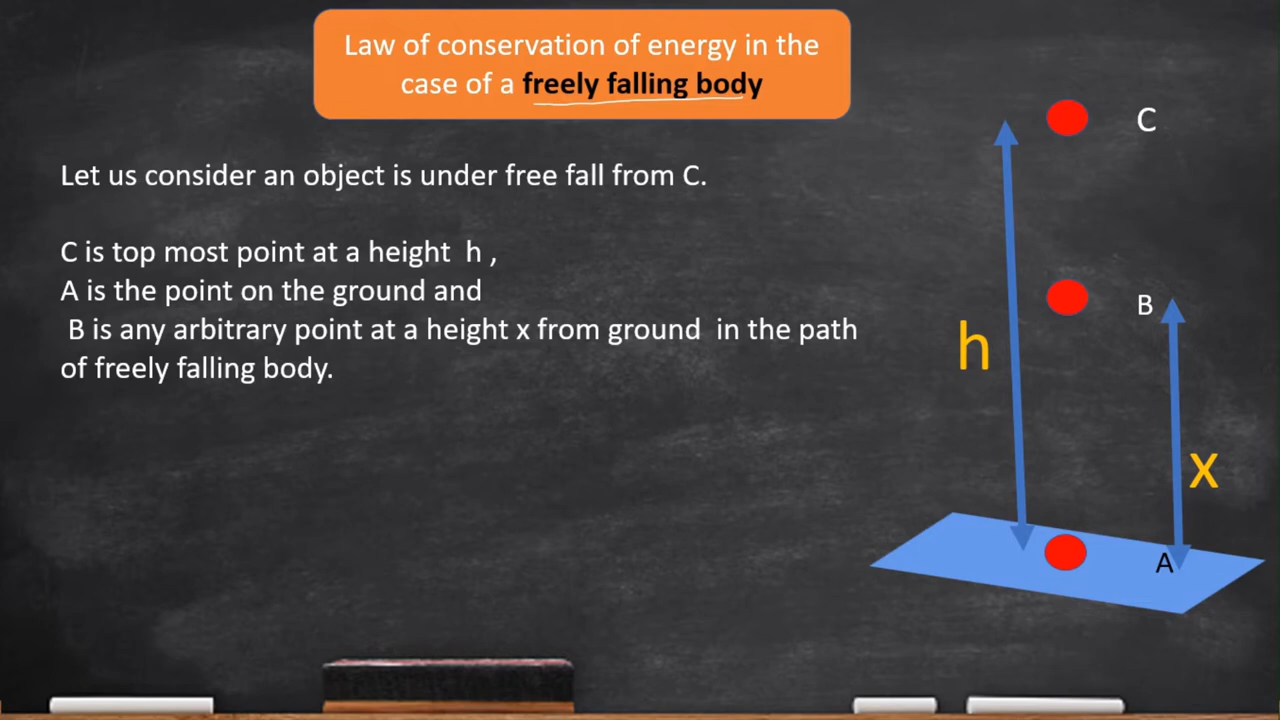 Law of conservation of energy in the
case of a freely falling body
Let us consider an object is under free fall from C.
C is top most point at a height h ,
A is the point on the ground and
B is any arbitrary point at a height x from ground in the path
of freely falling body.
C
B
h
x
A